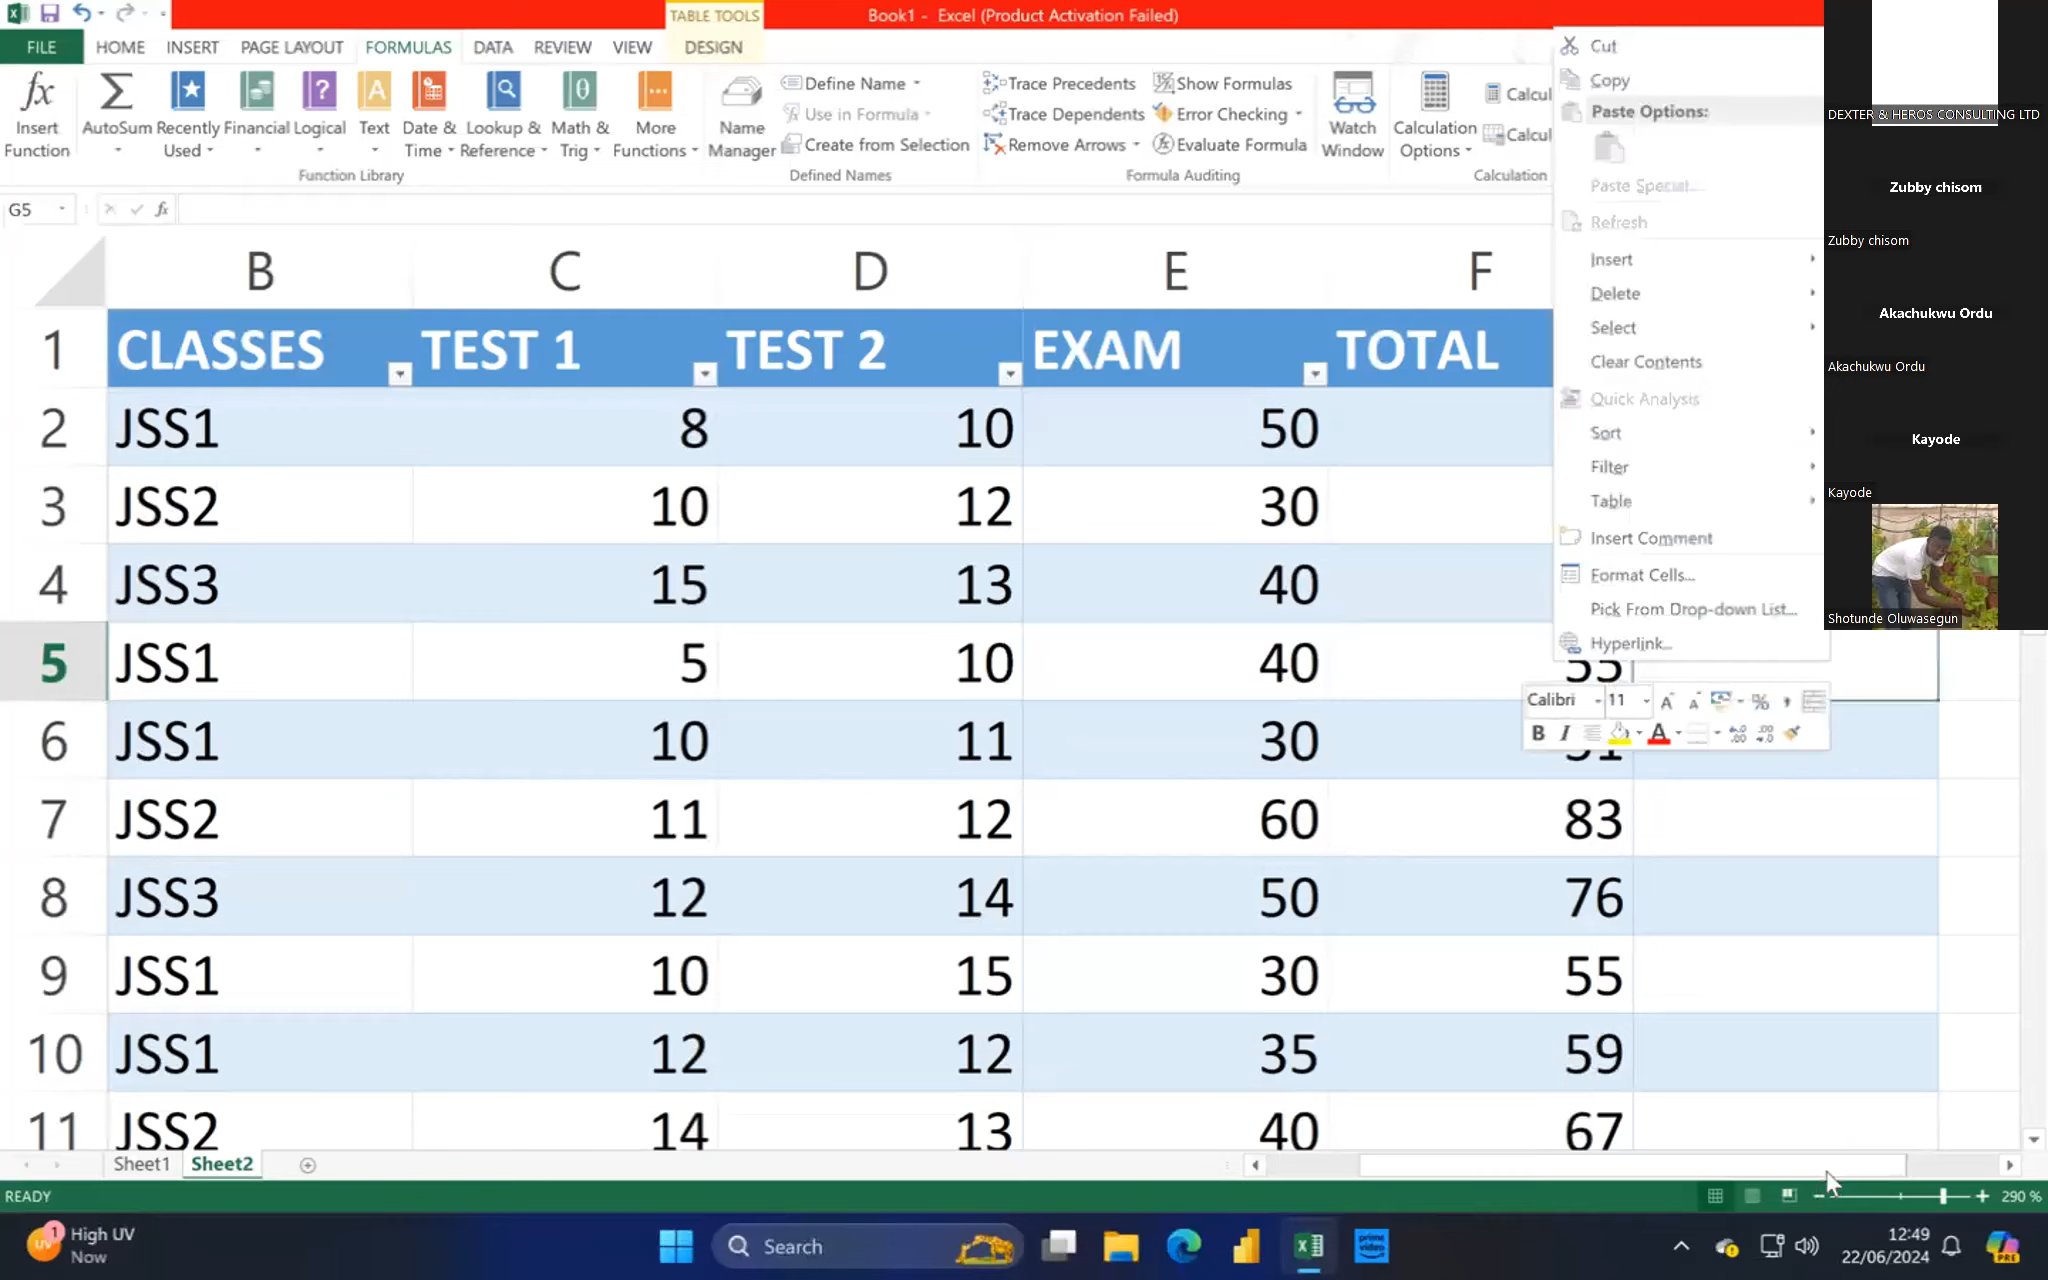 TABLE TOOLS
Book1 - Excel (Product Activation Failed)
FILE HOME INSERT PAGE LAYOUT FORMULAS DATA REVIEW VIEW DESIGN
Insert Function
AutoSum
Recently Used
Financial
Logical
Text
Date & Time
Lookup & Reference
Math & Trig
More Functions
Function Library
Name Manager
Define Name
Use in Formula
Create from Selection
Defined Names
Trace Precedents
Trace Dependents
Remove Arrows
Show Formulas
Error Checking
Evaluate Formula
Formula Auditing
Watch Window
Calculation Options
Calcul
Calcul
Calculation
G5
fx
B C D E F
1 CLASSES TEST 1 TEST 2 EXAM TOTAL
2 JSS1 8 10 50
3 JSS2 10 12 30
4 JSS3 15 13 40
5 JSS1 5 10 40 55
6 JSS1 10 11 30 51
7 JSS2 11 12 60 83
8 JSS3 12 14 50 76
9 JSS1 10 15 30 55
10 JSS1 12 12 35 59
11 JSS2 14 13 40 67
Cut
Copy
Paste Options:
Paste Special...
Refresh
Insert
Delete
Select
Clear Contents
Quick Analysis
Sort
Filter
Table
Insert Comment
Format Cells...
Pick From Drop-down List...
Hyperlink...
Calibri 11 A A %
B I A
DEXTER & HEROS CONSULTING LTD
Zubby chisom
Zubby chisom
Akachukwu Ordu
Akachukwu Ordu
Kayode
Kayode
Shotunde Oluwasegun
Sheet1 Sheet2
READY
290 %
High UV
Now
Search
prime video
12:49
22/06/2024
PRE